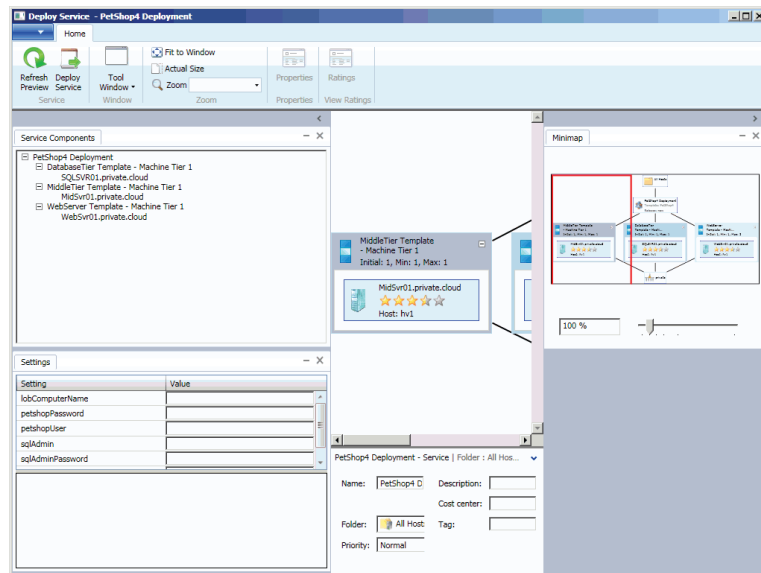 Deploy Service - PetShop4 Deployment
Home
Refresh Preview
Deploy Service
Tool Window
Fit to Window
Actual Size
Zoom
Properties
Ratings
Service
Window
Zoom
Properties
View Ratings
Service Components
PetShop4 Deployment
DatabaseTier Template - Machine Tier 1
SQLSVR01.private.cloud
MiddleTier Template - Machine Tier 1
MidSvr01.private.cloud
WebServer Template - Machine Tier 1
WebSvr01.private.cloud
MiddleTier Template
- Machine Tier 1
Initial: 1, Min: 1, Max: 1
MidSvr01.private.cloud
Host: hv1
Minimap
100 %
Settings
Setting Value
lobComputerName
petshopPassword
petshopUser
sqlAdmin
sqlAdminPassword
PetShop4 Deployment - Service | Folder : All Hos...
Name: PetShop4 D Description:
Cost center:
Folder: All Host Tag:
Priority: Normal